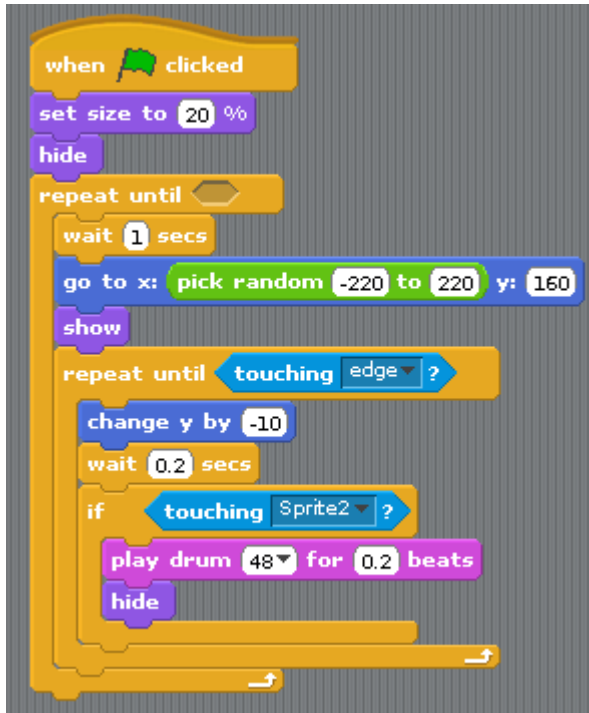 when clicked
set size to 20 %
hide
repeat until
wait 1 secs
go to x: pick random -220 to 220 y: 160
show
repeat until touching edge ?
change y by -10
wait 0.2 secs
if touching Sprite2 ?
play drum 48 for 0.2 beats
hide